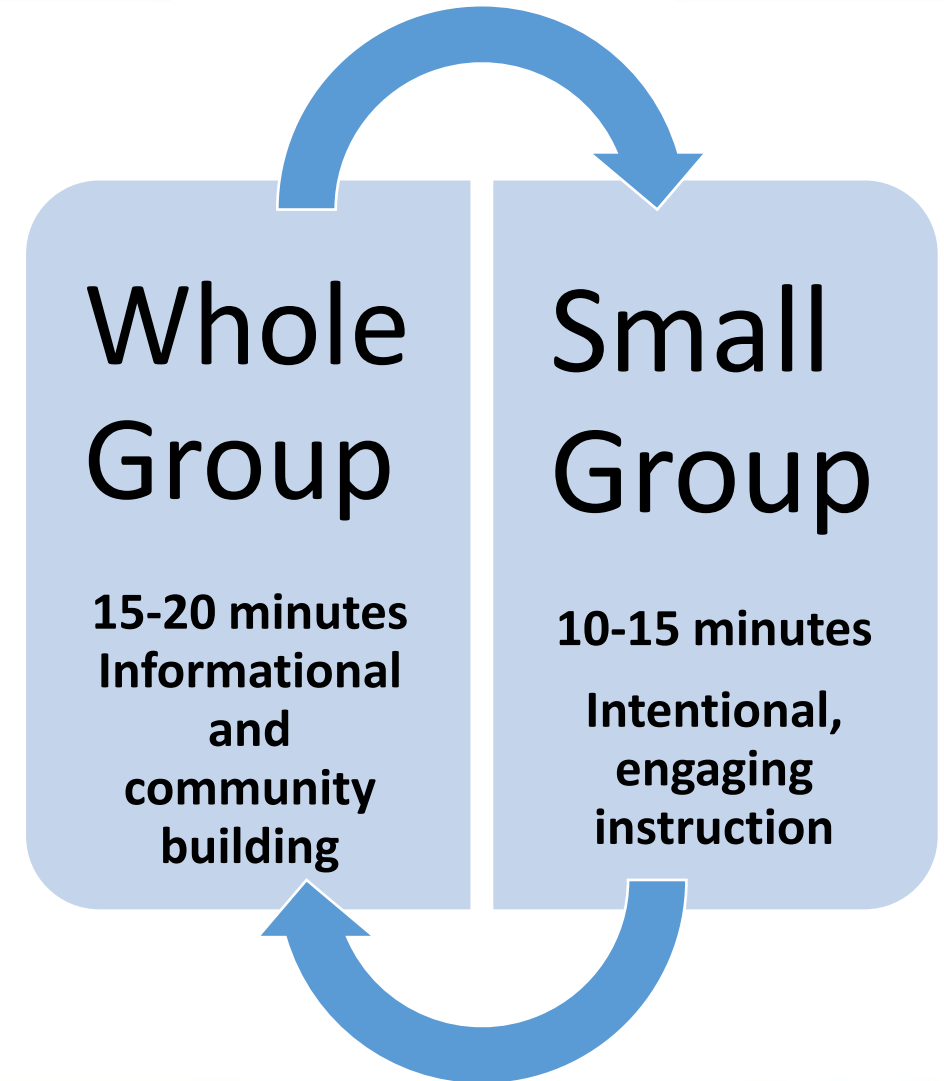 Whole
Group
15-20 minutes
Informational
and
community
building
Small
Group
10-15 minutes
Intentional,
engaging
instruction